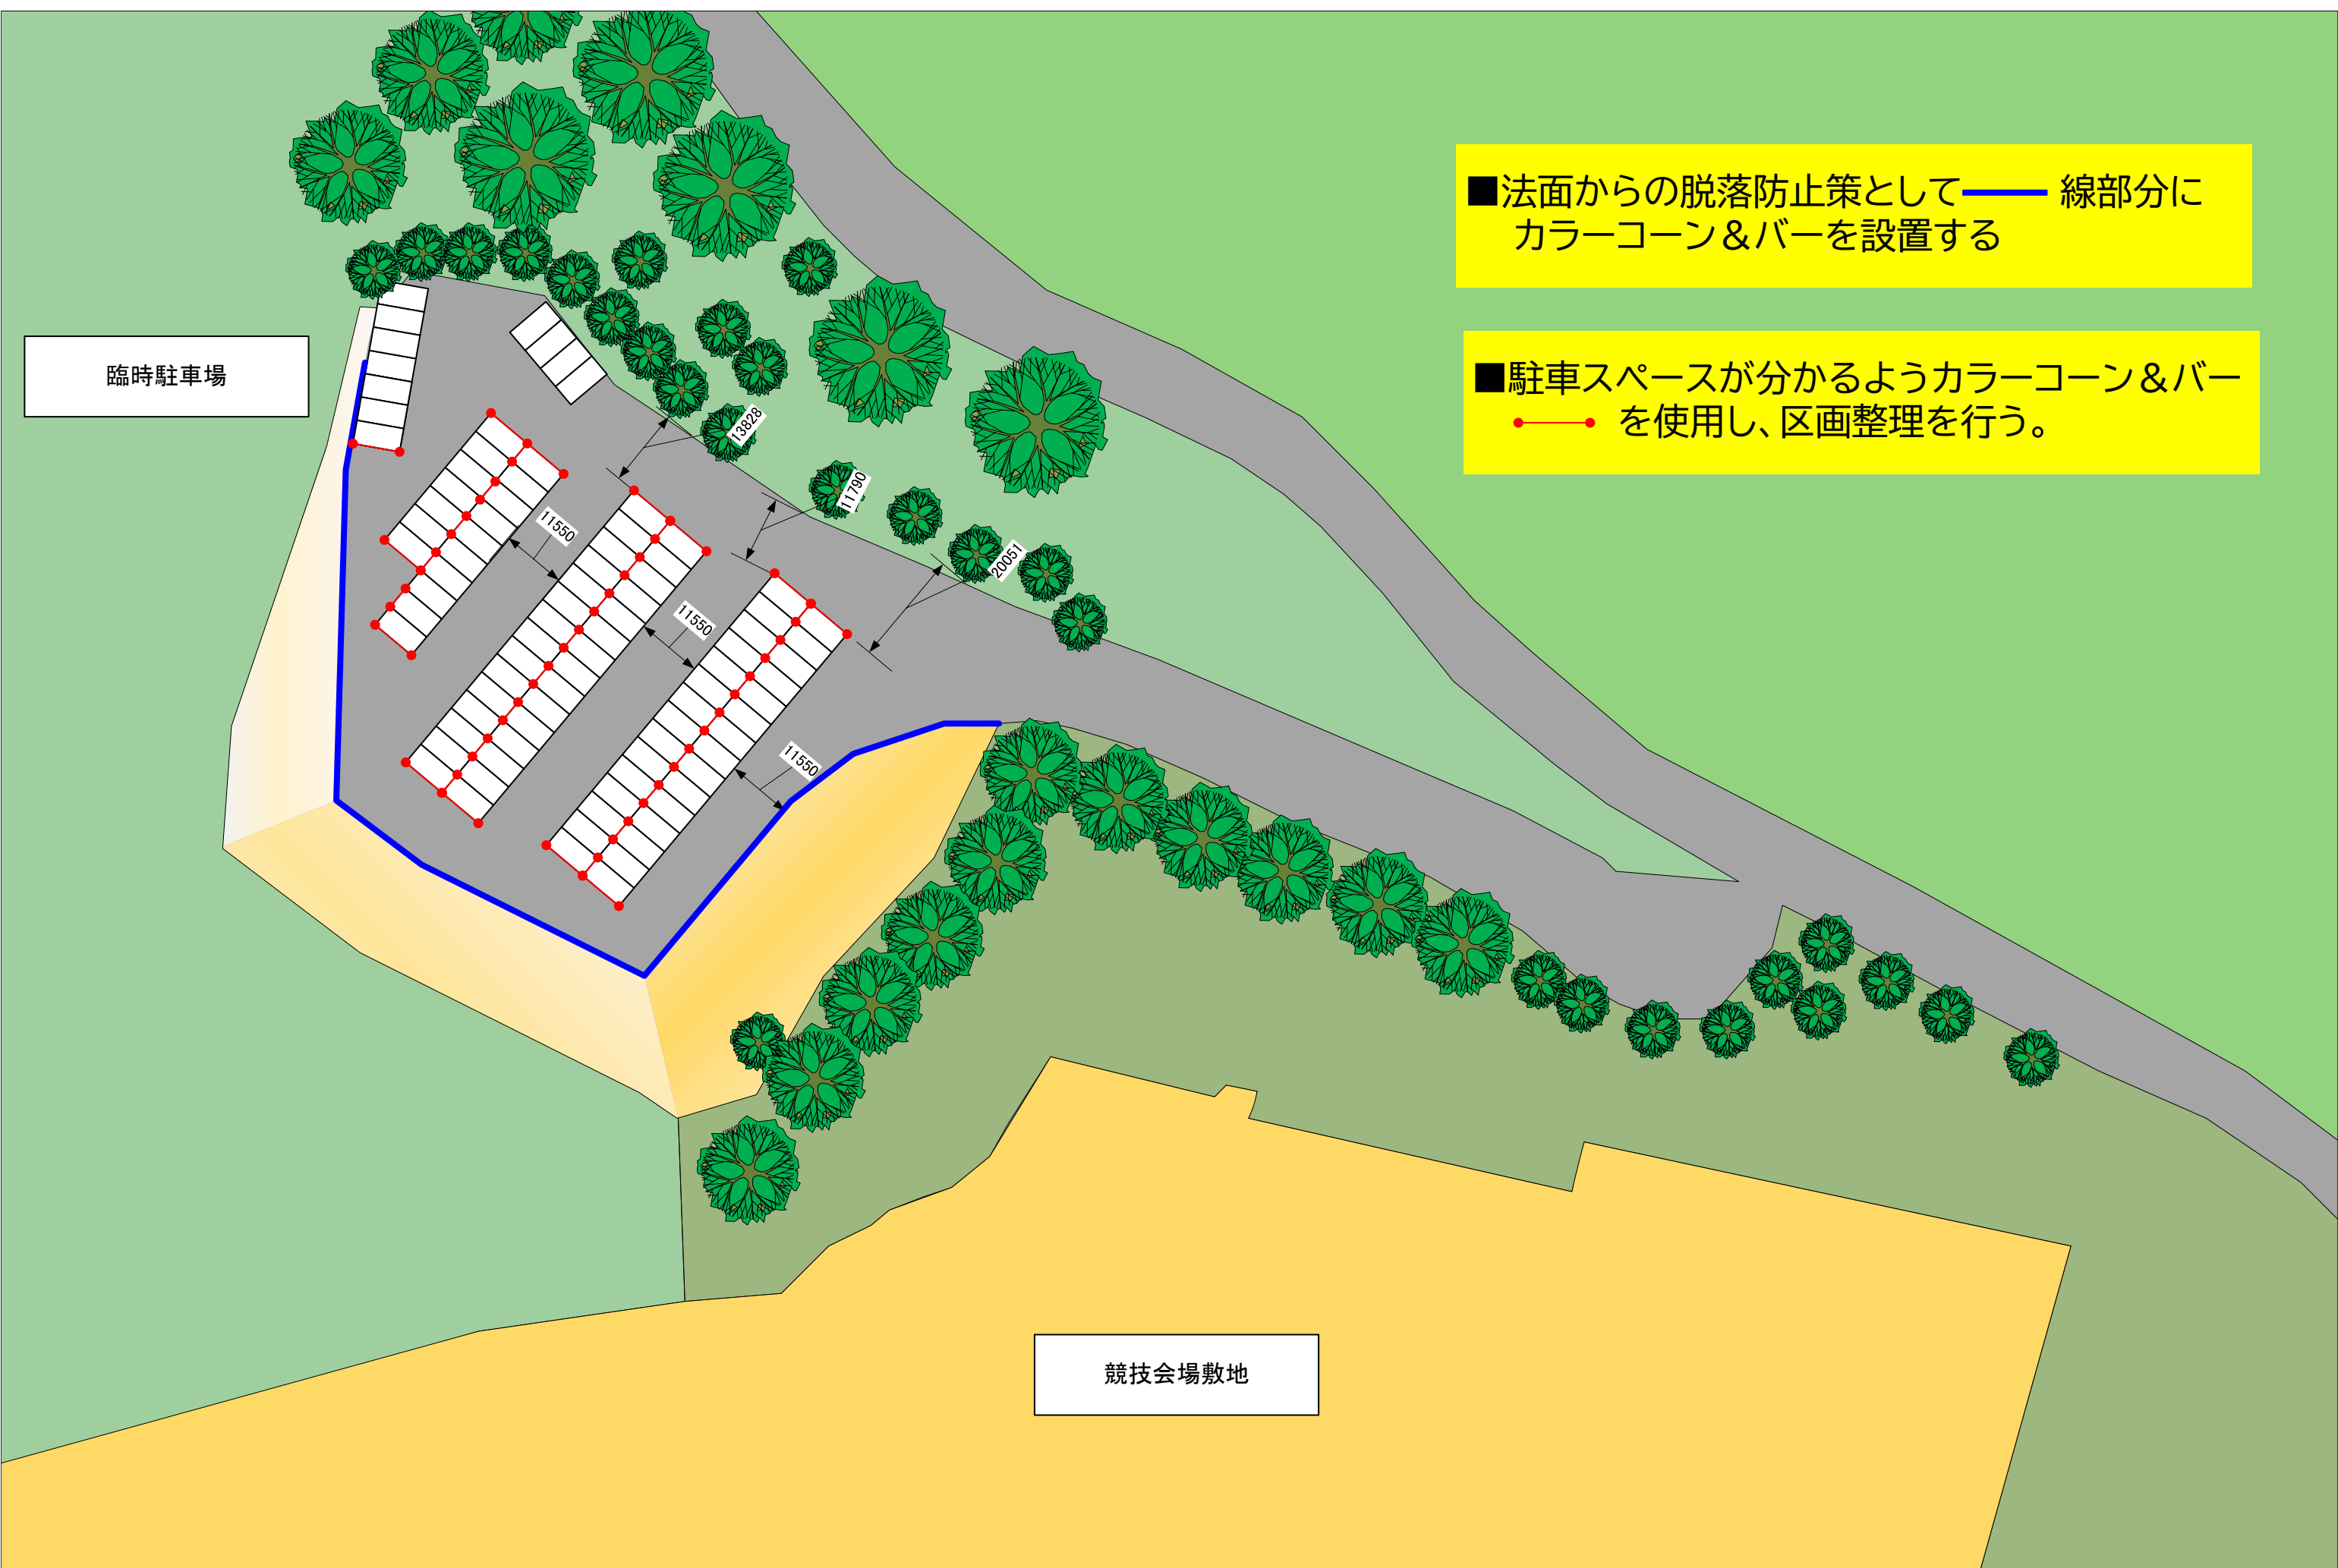 ■法面からの脱落防止策として 線部分に
カラーコーン＆バーを設置する
臨時駐車場
■駐車スペースが分かるようカラーコーン＆バー
を使用し、区画整理を行う。
13828
11790
11550
20051
11550
11550
競技会場敷地